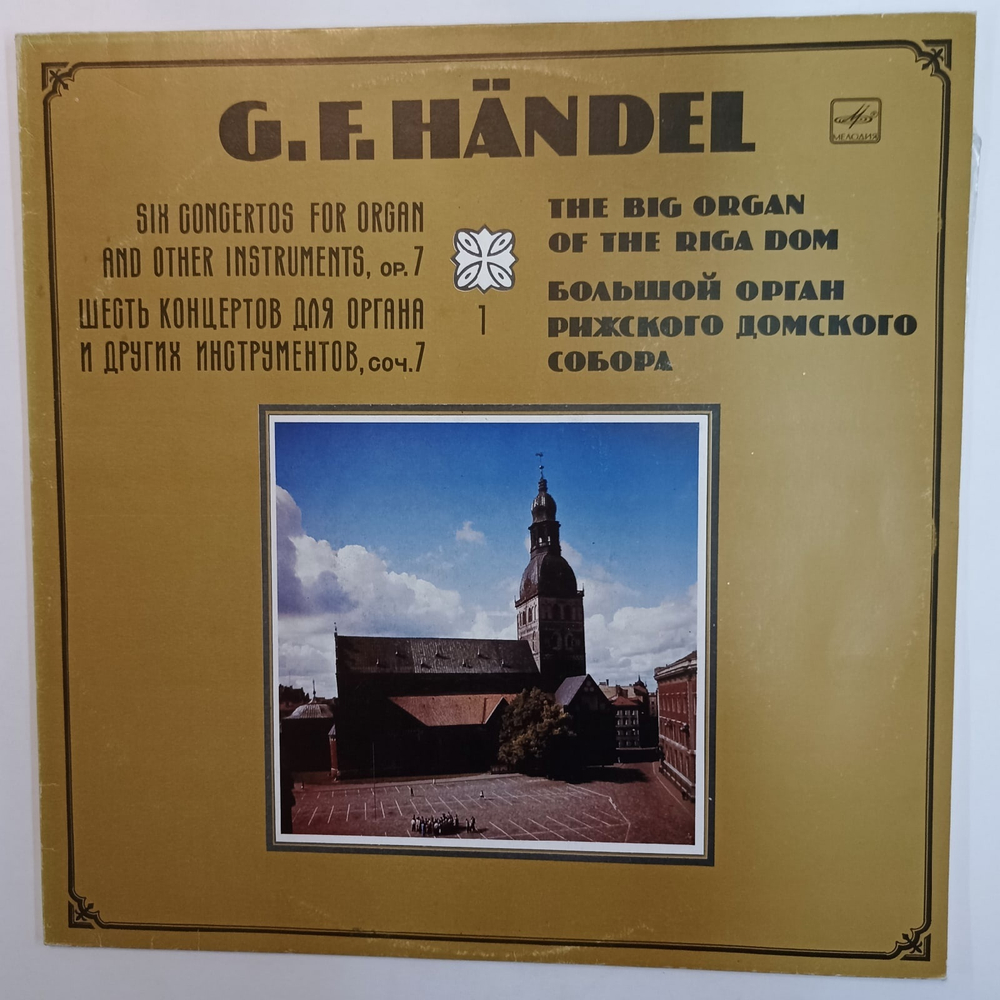 G. F. HÄNDEL
МЕЛОДИЯ
SIX CONCERTOS FOR ORGAN
AND OTHER INSTRUMENTS, OP. 7
ШЕСТЬ КОНЦЕРТОВ ДЛЯ ОРГАНА
И ДРУГИХ ИНСТРУМЕНТОВ, СОЧ. 7
1
THE BIG ORGAN
OF THE RIGA DOM
БОЛЬШОЙ ОРГАН
РИЖСКОГО ДОМСКОГО
СОБОРА